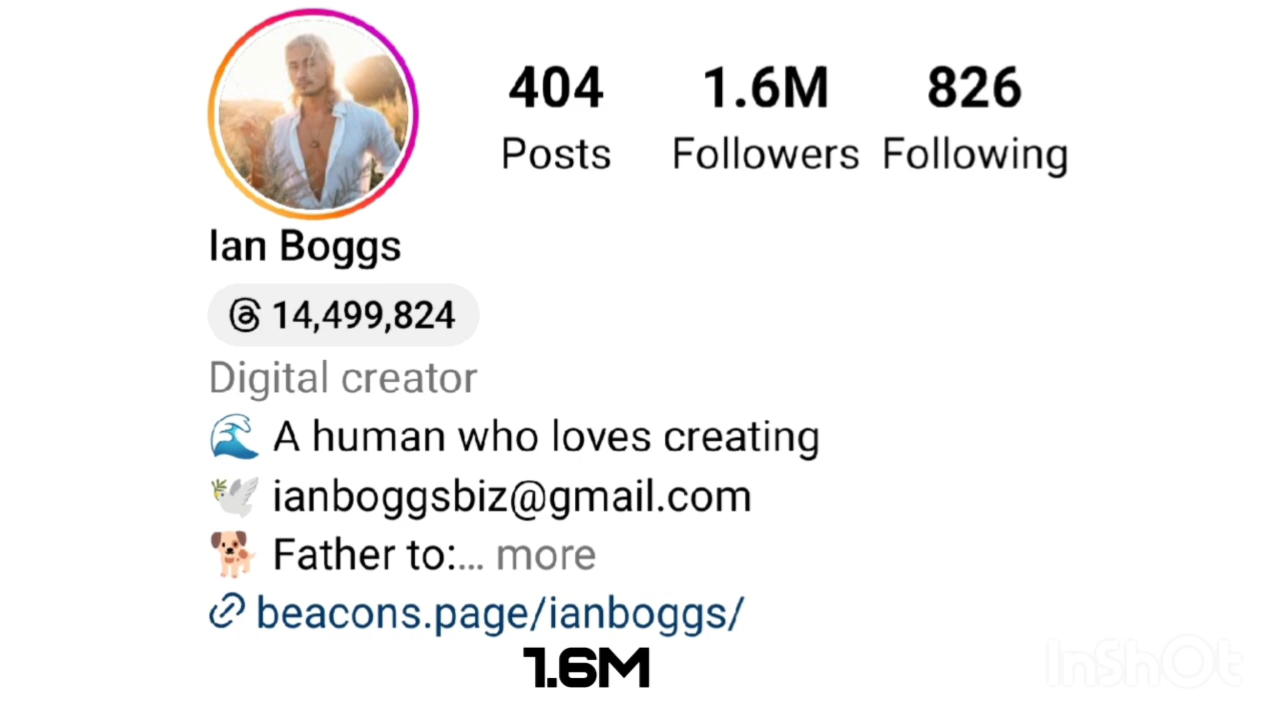 404 1.6M 826
Posts Followers Following
Ian Boggs
14,499,824
Digital creator
🌊 A human who loves creating
🕊️ ianboggsbiz@gmail.com
🐕 Father to:... more
beacons.page/ianboggs/
1.6M
InShOt